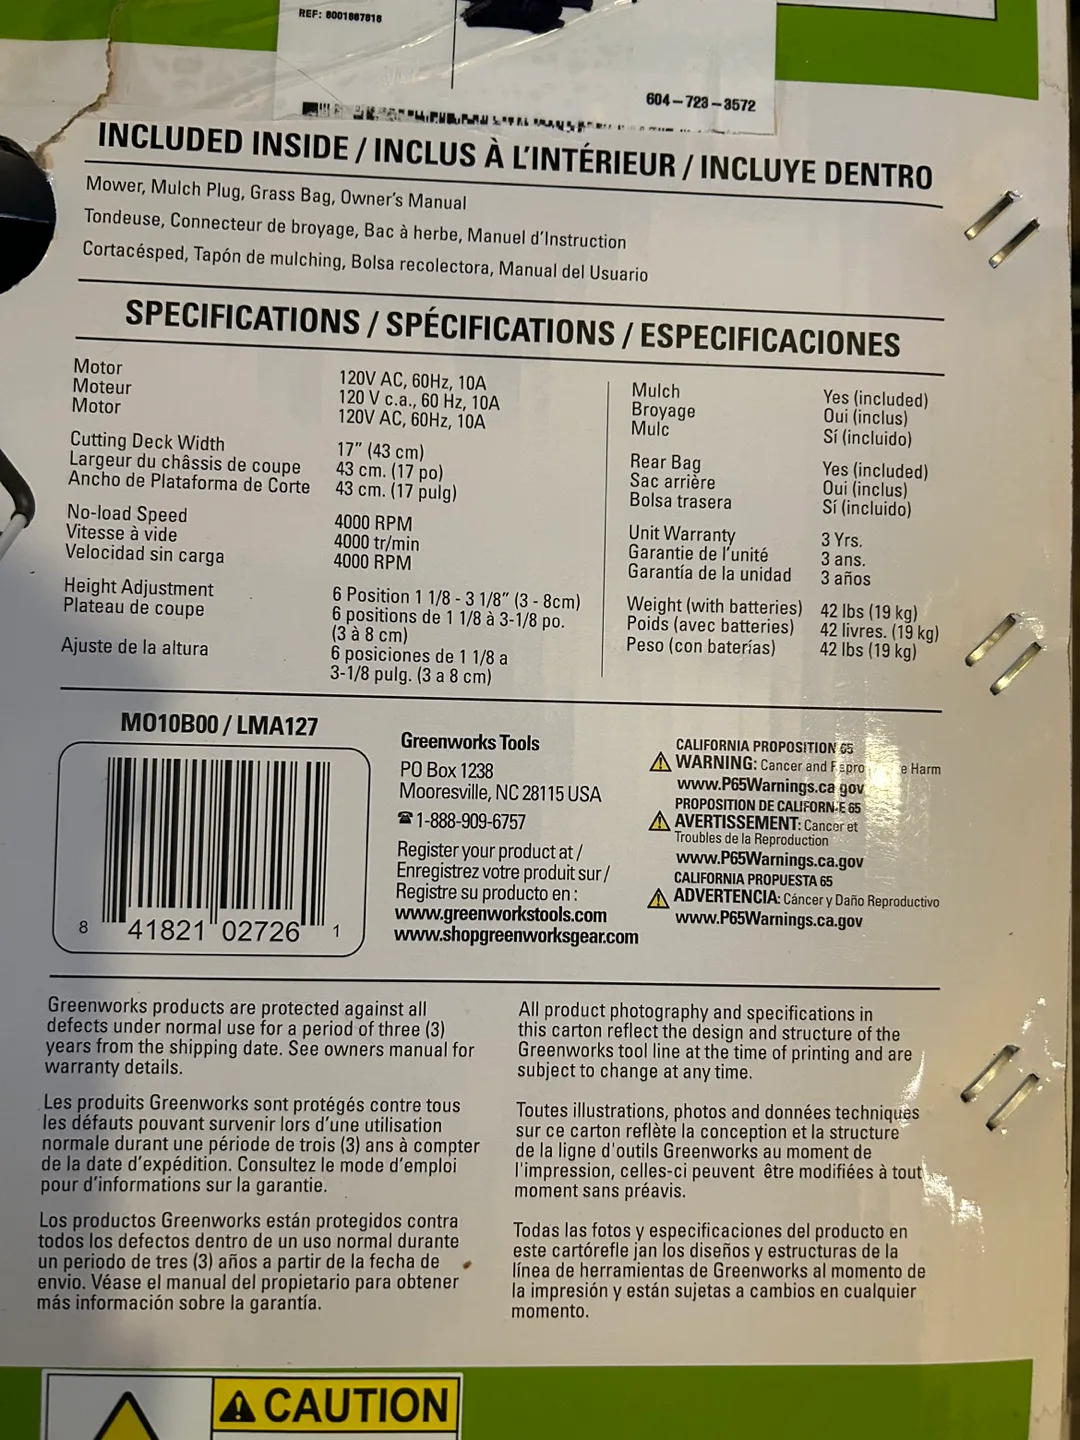 REF: 8001867818
604-723-3572
INCLUDED INSIDE / INCLUS À L'INTÉRIEUR / INCLUYE DENTRO
Mower, Mulch Plug, Grass Bag, Owner's Manual
Tondeuse, Connecteur de broyage, Bac à herbe, Manuel d'Instruction
Cortacésped, Tapón de mulching, Bolsa recolectora, Manual del Usuario
SPECIFICATIONS / SPÉCIFICATIONS / ESPECIFICACIONES
Motor 120V AC, 60Hz, 10A
Moteur 120 V c.a., 60 Hz, 10A
Motor 120V AC, 60Hz, 10A
Cutting Deck Width 17" (43 cm)
Largeur du châssis de coupe 43 cm. (17 po)
Ancho de Plataforma de Corte 43 cm. (17 pulg)
No-load Speed 4000 RPM
Vitesse à vide 4000 tr/min
Velocidad sin carga 4000 RPM
Height Adjustment 6 Position 1 1/8 - 3 1/8" (3 - 8cm)
Plateau de coupe 6 positions de 1 1/8 à 3-1/8 po.
(3 à 8 cm)
Ajuste de la altura 6 posiciones de 1 1/8 a
3-1/8 pulg. (3 a 8 cm)
Mulch Yes (included)
Broyage Oui (inclus)
Mulc Sí (incluido)
Rear Bag Yes (included)
Sac arrière Oui (inclus)
Bolsa trasera Sí (incluido)
Unit Warranty 3 Yrs.
Garantie de l'unité 3 ans.
Garantía de la unidad 3 años
Weight (with batteries) 42 lbs (19 kg)
Poids (avec batteries) 42 livres. (19 kg)
Peso (con baterías) 42 lbs (19 kg)
MO10B00 / LMA127
8 41821 02726 1
Greenworks Tools
PO Box 1238
Mooresville, NC 28115 USA
☎ 1-888-909-6757
Register your product at /
Enregistrez votre produit sur /
Registre su producto en :
www.greenworkstools.com
www.shopgreenworksgear.com
CALIFORNIA PROPOSITION 65
WARNING: Cancer and Harm
www.P65Warnings.ca.gov
PROPOSITION DE CALIFORNIE 65
AVERTISSEMENT: Cancer et
Troubles de la Reproduction
www.P65Warnings.ca.gov
CALIFORNIA PROPUESTA 65
ADVERTENCIA: Cáncer y Daño Reproductivo
www.P65Warnings.ca.gov
Greenworks products are protected against all
defects under normal use for a period of three (3)
years from the shipping date. See owners manual for
warranty details.
Les produits Greenworks sont protégés contre tous
les défauts pouvant survenir lors d'une utilisation
normale durant une période de trois (3) ans à compter
de la date d'expédition. Consultez le mode d'emploi
pour d'informations sur la garantie.
Los productos Greenworks están protegidos contra
todos los defectos dentro de un uso normal durante
un periodo de tres (3) años a partir de la fecha de
envio. Véase el manual del propietario para obtener
más información sobre la garantía.
All product photography and specifications in
this carton reflect the design and structure of the
Greenworks tool line at the time of printing and are
subject to change at any time.
Toutes illustrations, photos and données techniques
sur ce carton reflète la conception et la structure
de la ligne d'outils Greenworks au moment de
l'impression, celles-ci peuvent être modifiées à tout
moment sans préavis.
Todas las fotos y especificaciones del producto en
este cartórefle jan los diseños y estructuras de la
línea de herramientas de Greenworks al momento de
la impresión y están sujetas a cambios en cualquier
momento.
CAUTION